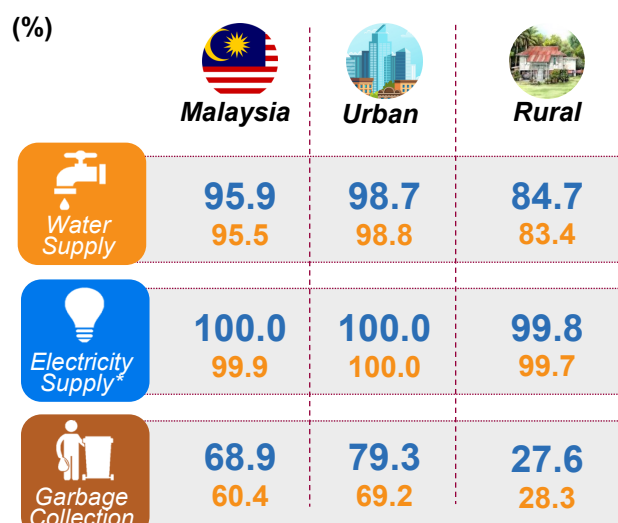 (%)
Malaysia Urban Rural
Water
Supply
95.9 98.7 84.7
95.5 98.8 83.4
Electricity
Supply*
100.0 100.0 99.8
99.9 100.0 99.7
Garbage
Collection
68.9 79.3 27.6
60.4 69.2 28.3